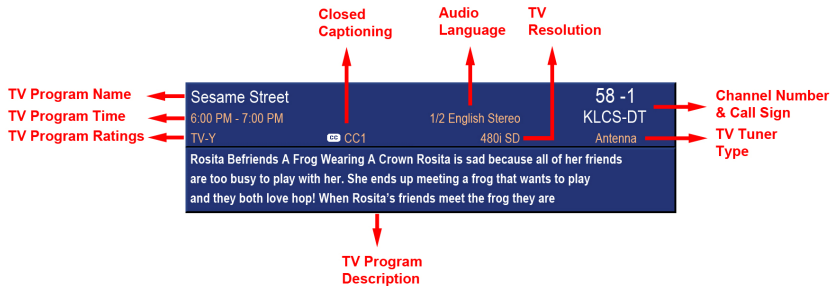 Closed
Captioning
Audio
Language
TV
Resolution
TV Program Name
TV Program Time
TV Program Ratings
Sesame Street
6:00 PM - 7:00 PM
TV-Y
CC CC1
1/2 English Stereo
480i SD
58 -1
KLCS-DT
Antenna
Channel Number
& Call Sign
TV Tuner
Type
Rosita Befriends A Frog Wearing A Crown Rosita is sad because all of her friends
are too busy to play with her. She ends up meeting a frog that wants to play
and they both love hop! When Rosita's friends meet the frog they are
TV Program
Description